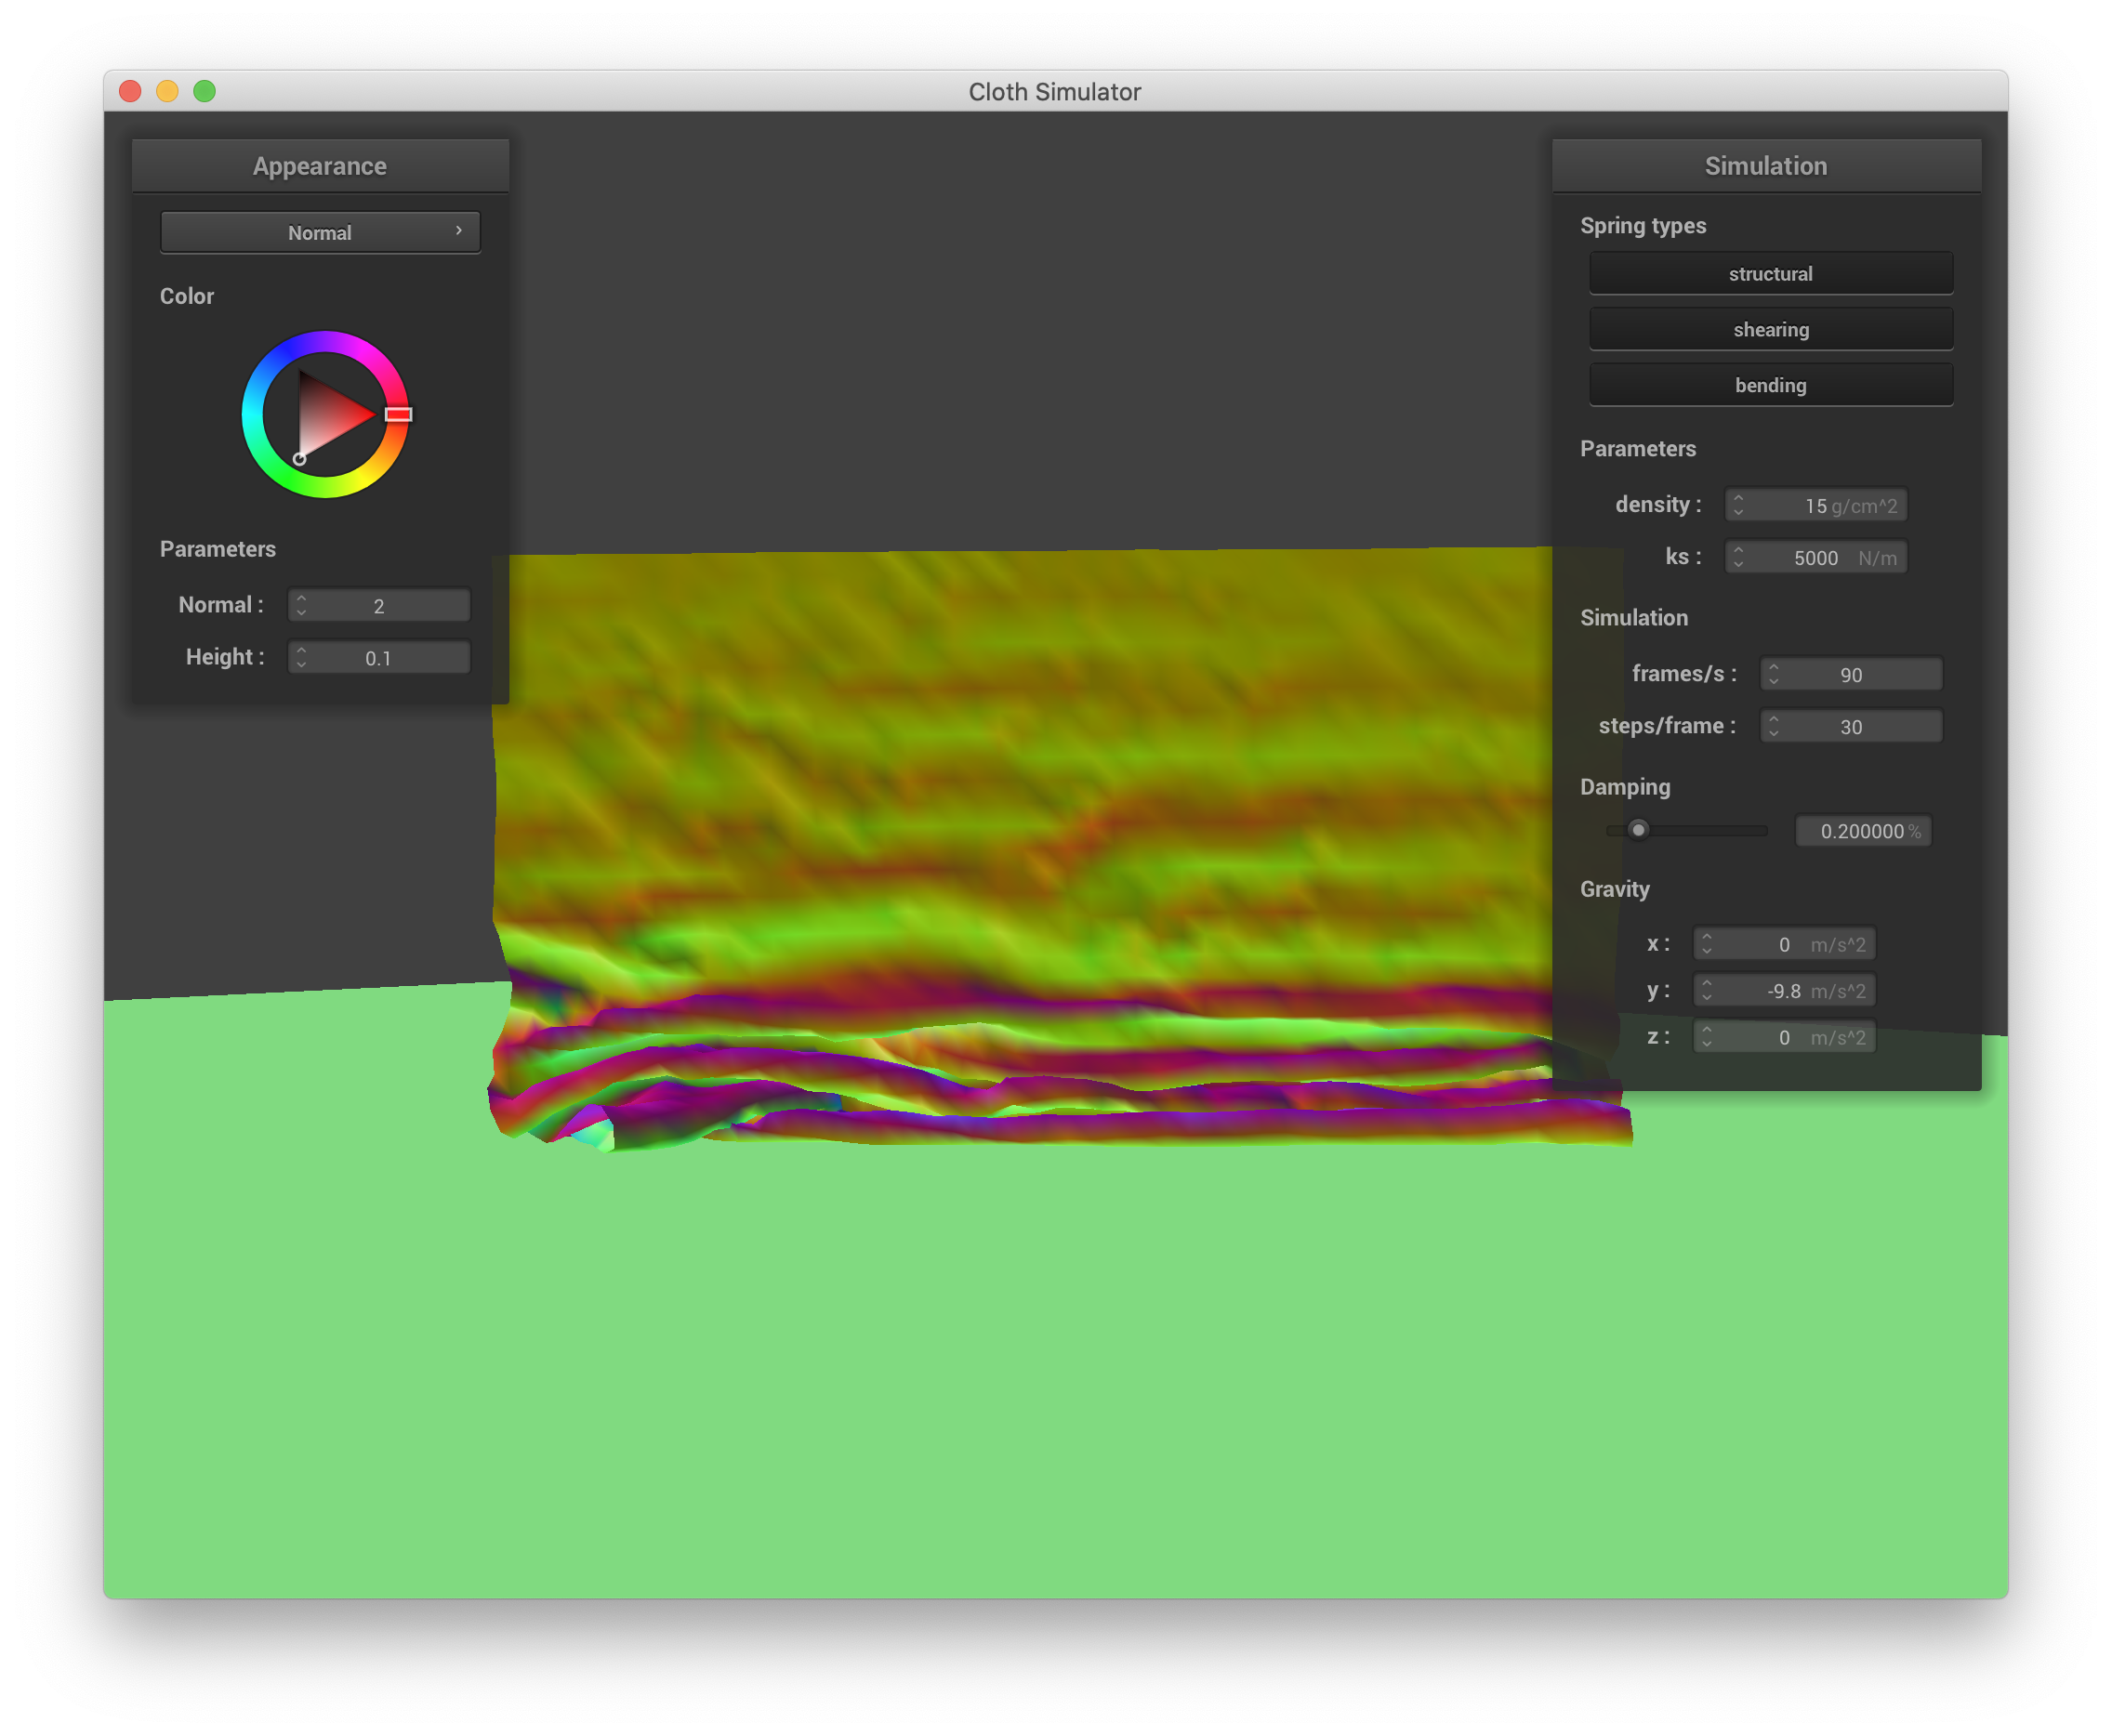 Cloth Simulator
Appearance
Normal
Color
Parameters
Normal : 2
Height : 0.1
Simulation
Spring types
structural
shearing
bending
Parameters
density : 15 g/cm^2
ks : 5000 N/m
Simulation
frames/s : 90
steps/frame : 30
Damping
0.200000 %
Gravity
x : 0 m/s^2
y : -9.8 m/s^2
z : 0 m/s^2